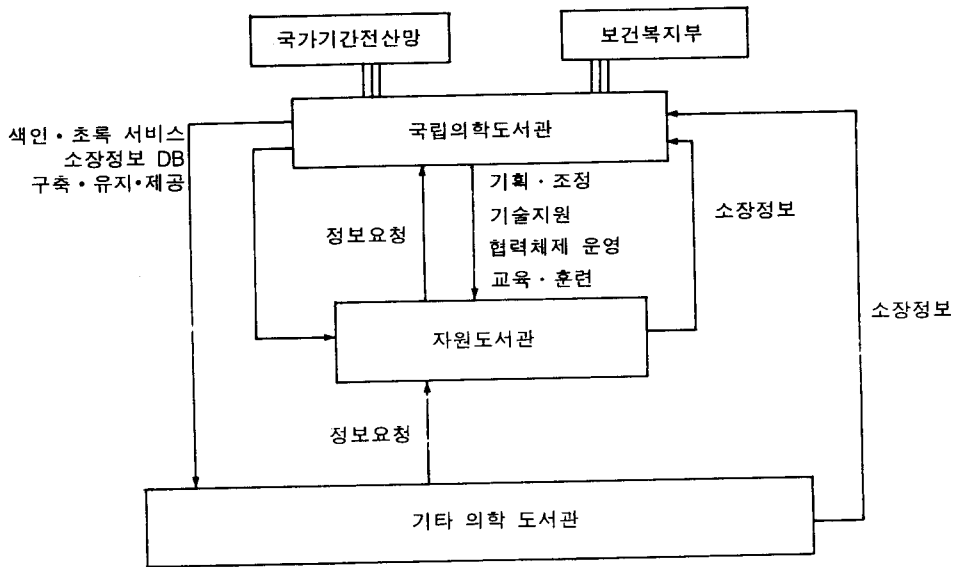 국가기간전산망
보건복지부
국립의학도서관
색인·초록 서비스
소장정보 DB
구축·유지·제공
기획·조정
기술지원
협력체제 운영
교육·훈련
정보요청
소장정보
소장정보
자원도서관
정보요청
기타 의학 도서관